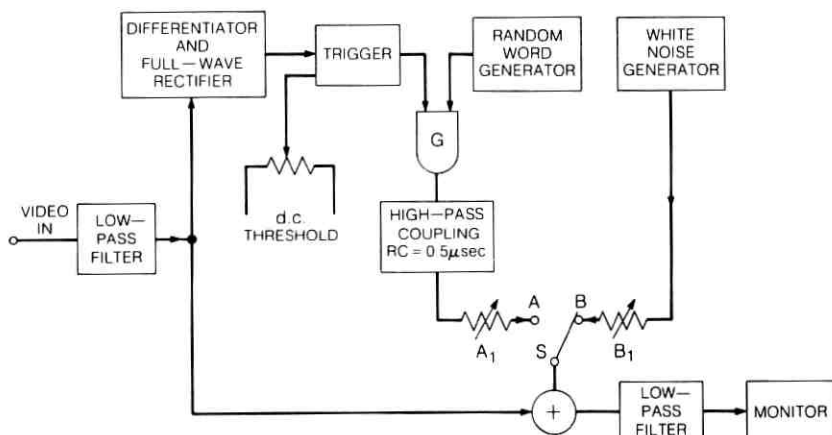 DIFFERENTIATOR
AND
FULL—WAVE
RECTIFIER
TRIGGER
RANDOM
WORD
GENERATOR
WHITE
NOISE
GENERATOR
G
d.c.
THRESHOLD
VIDEO
IN
LOW—
PASS
FILTER
HIGH—PASS
COUPLING
RC = 0.5μsec
A
B
A1
S
B1
+
LOW—
PASS
FILTER
MONITOR